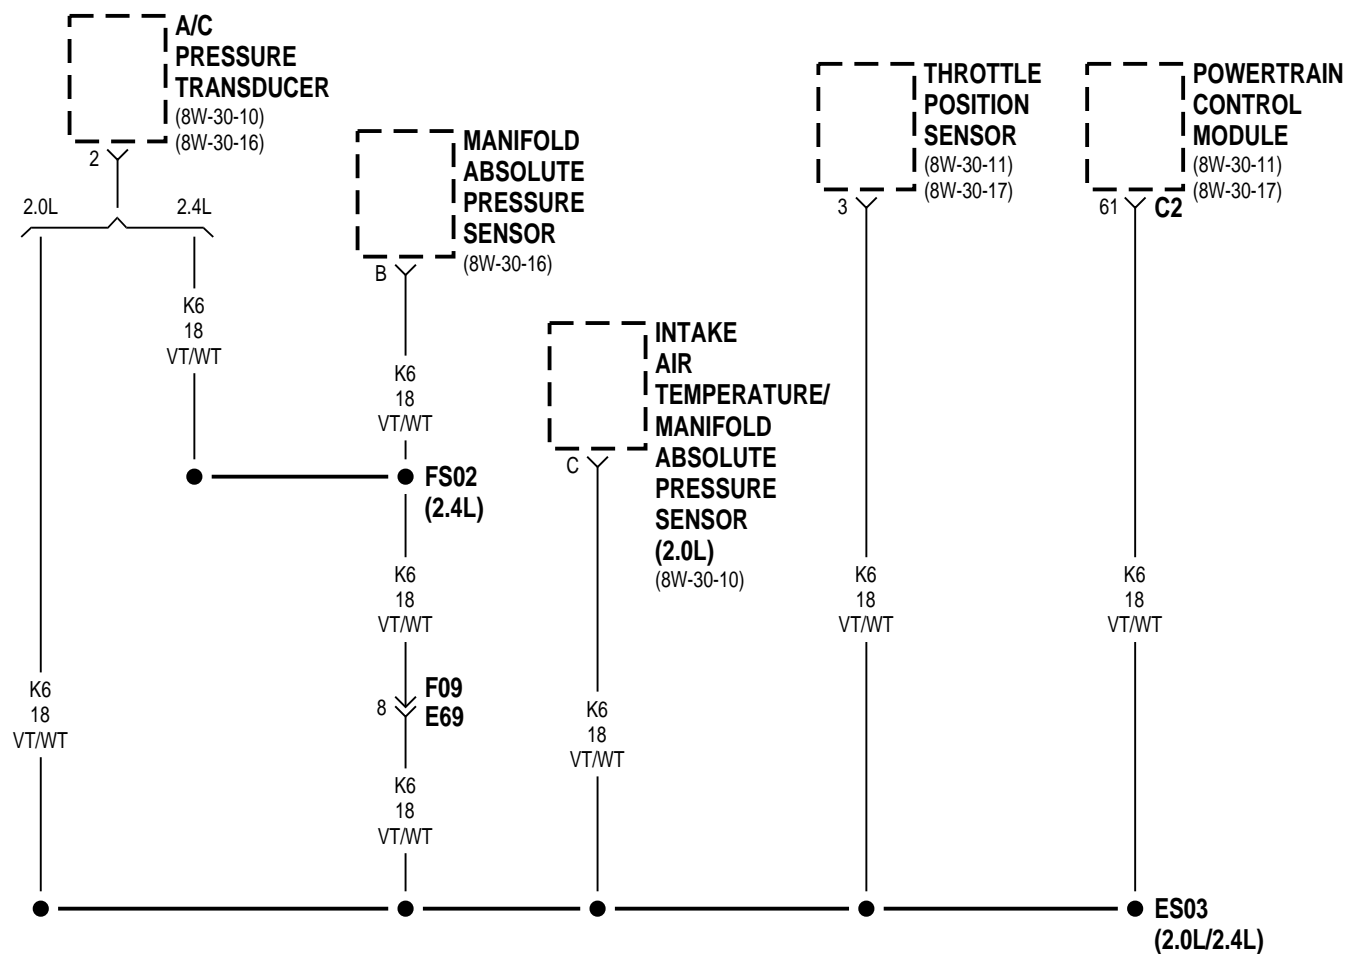 A/C
PRESSURE
TRANSDUCER
(8W-30-10)
(8W-30-16)
2
2.0L
2.4L
K6
18
VT/WT
MANIFOLD
ABSOLUTE
PRESSURE
SENSOR
(8W-30-16)
B
K6
18
VT/WT
FS02
(2.4L)
K6
18
VT/WT
8
F09
E69
K6
18
VT/WT
K6
18
VT/WT
INTAKE
AIR
TEMPERATURE/
MANIFOLD
ABSOLUTE
PRESSURE
SENSOR
(2.0L)
(8W-30-10)
C
K6
18
VT/WT
THROTTLE
POSITION
SENSOR
(8W-30-11)
(8W-30-17)
3
K6
18
VT/WT
POWERTRAIN
CONTROL
MODULE
(8W-30-11)
(8W-30-17)
61 C2
K6
18
VT/WT
ES03
(2.0L/2.4L)